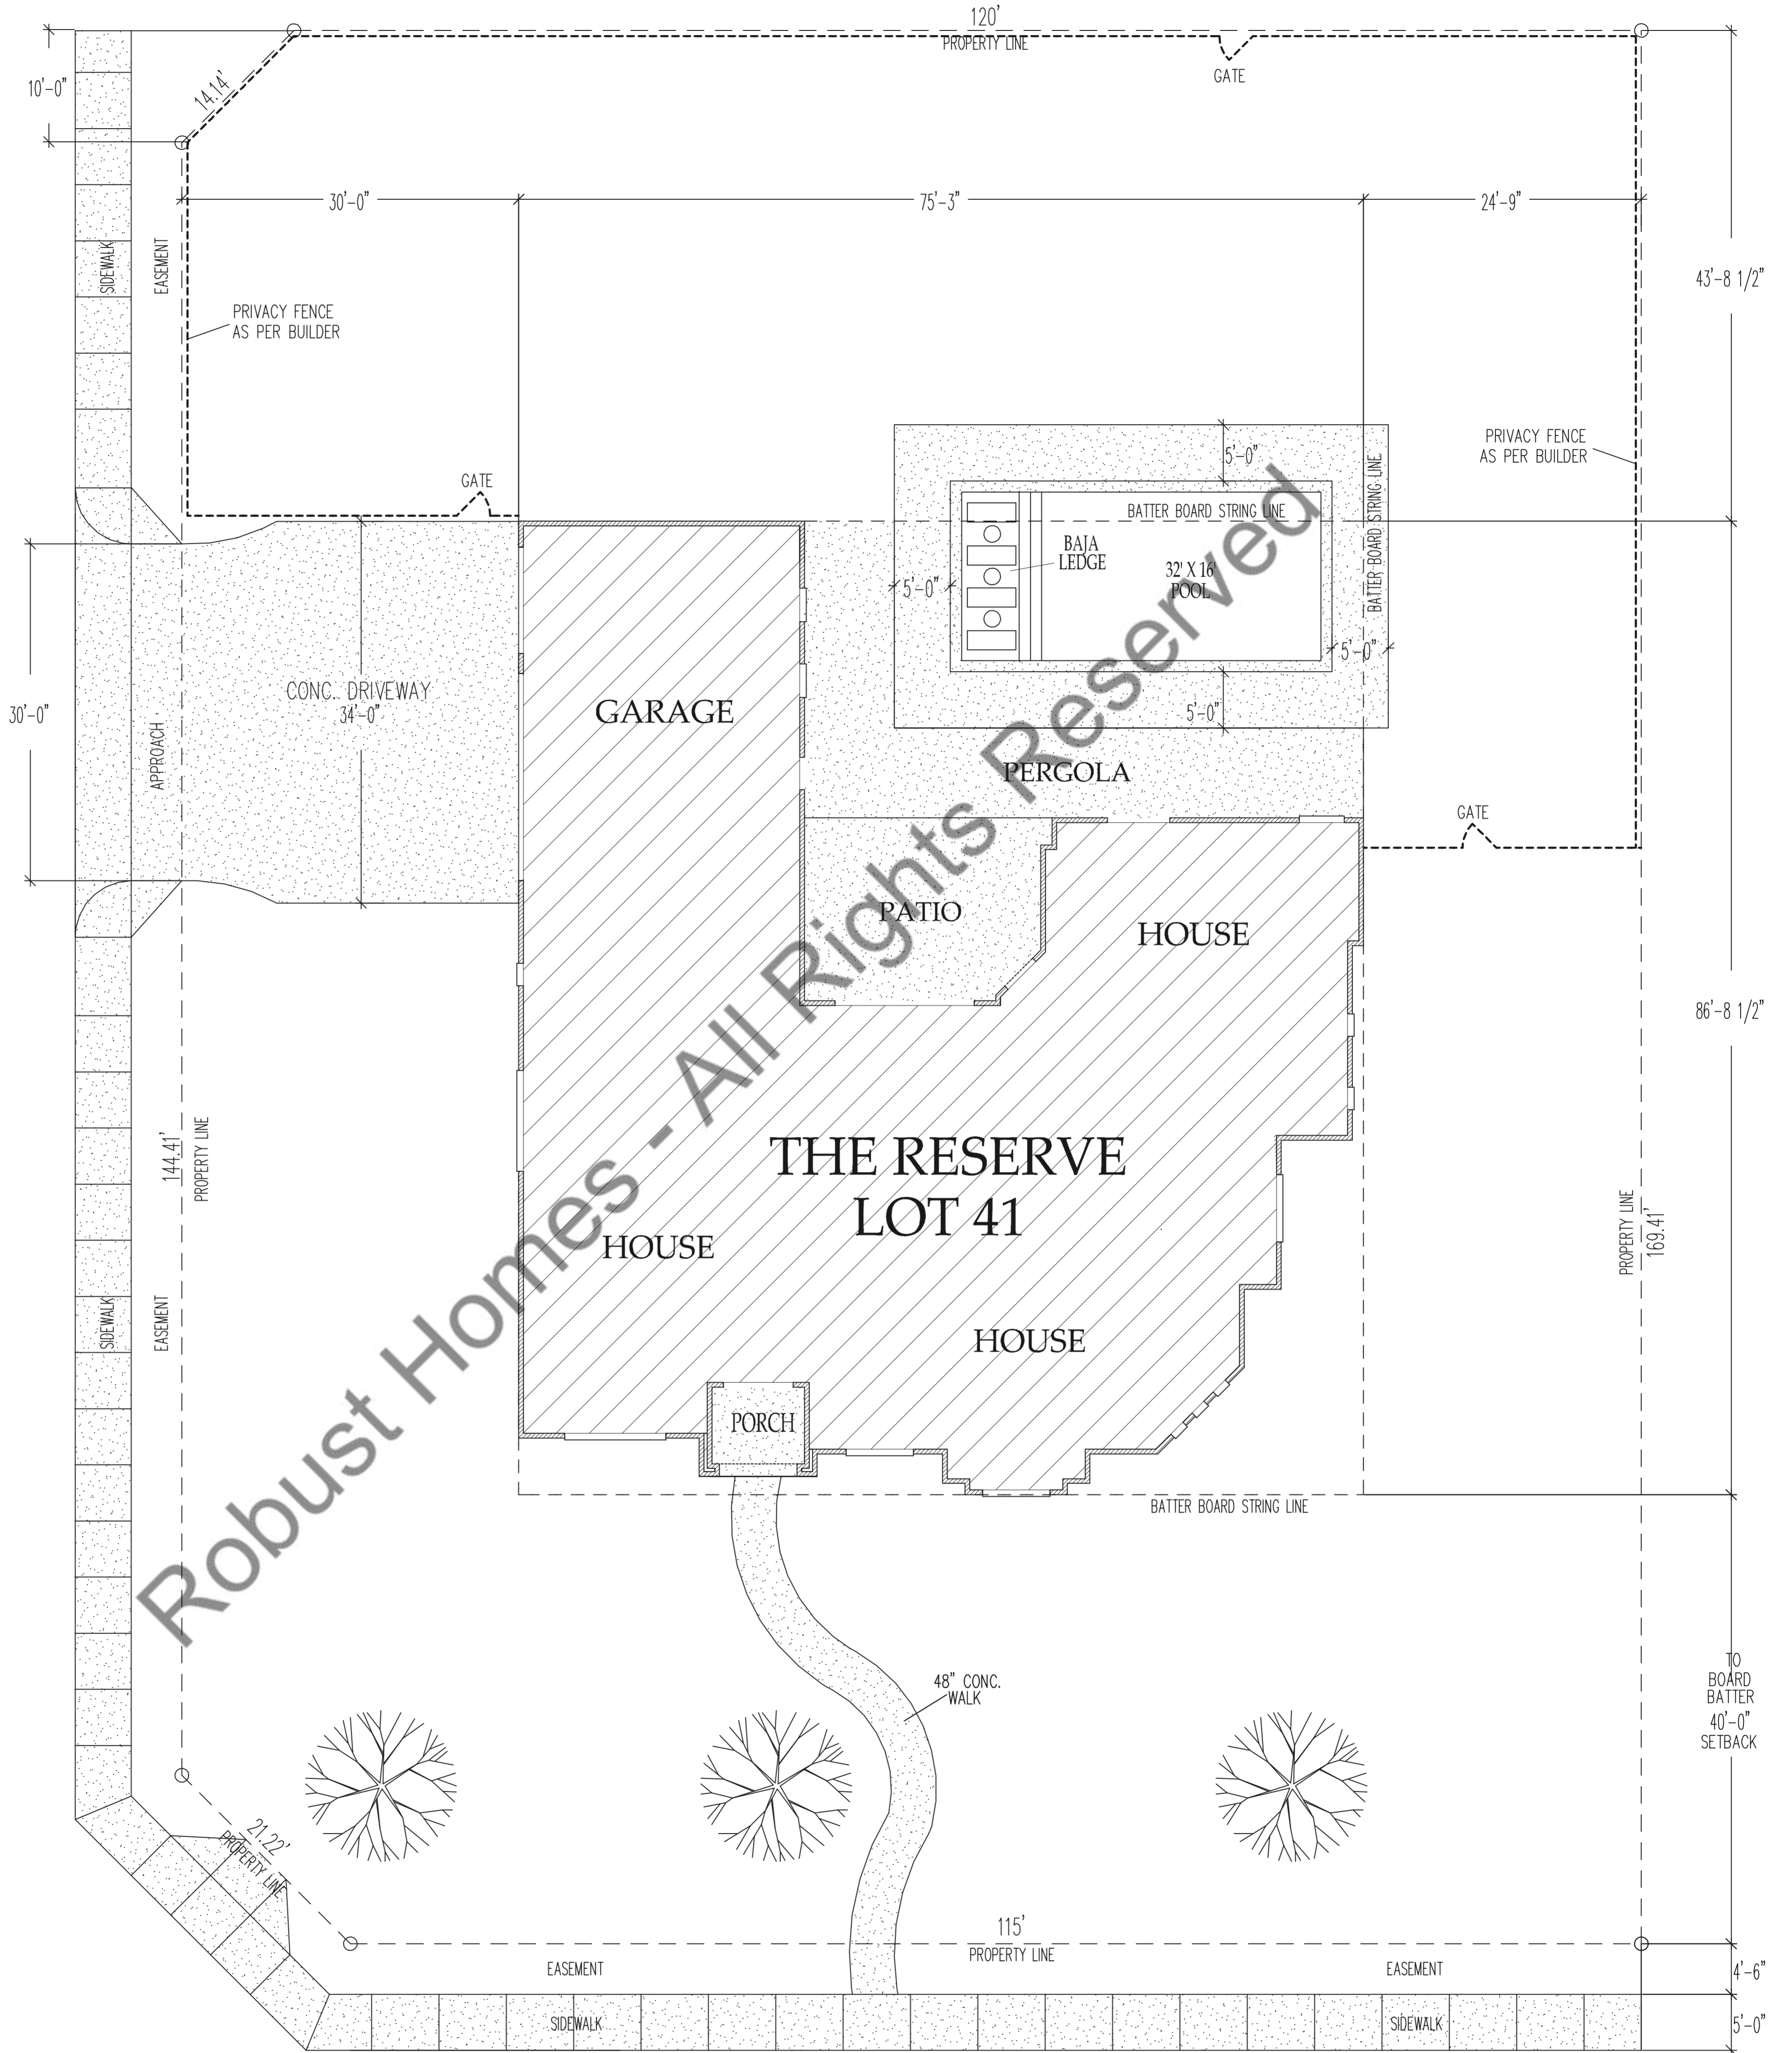 120'
PROPERTY LINE
GATE
10'-0"
14.14'
30'-0"
75'-3"
24'-9"
SIDEWALK
EASEMENT
43'-8 1/2"
PRIVACY FENCE
AS PER BUILDER
PRIVACY FENCE
AS PER BUILDER
5'-0"
BATTER BOARD STRING LINE
GATE
BATTER BOARD STRING LINE
BAJA
LEDGE
32' X 16'
POOL
5'-0"
5'-0"
5'-0"
CONC. DRIVEWAY
34'-0"
30'-0"
APPROACH
GARAGE
PERGOLA
GATE
PATIO
HOUSE
86'-8 1/2"
144.41'
PROPERTY LINE
THE RESERVE
LOT 41
PROPERTY LINE
169.41'
HOUSE
SIDEWALK
EASEMENT
HOUSE
PORCH
BATTER BOARD STRING LINE
Robust Homes - All Rights Reserved
48" CONC.
WALK
TO
BOARD
BATTER
40'-0"
SETBACK
21.22'
PROPERTY LINE
115'
PROPERTY LINE
EASEMENT
EASEMENT
4'-6"
SIDEWALK
SIDEWALK
5'-0"